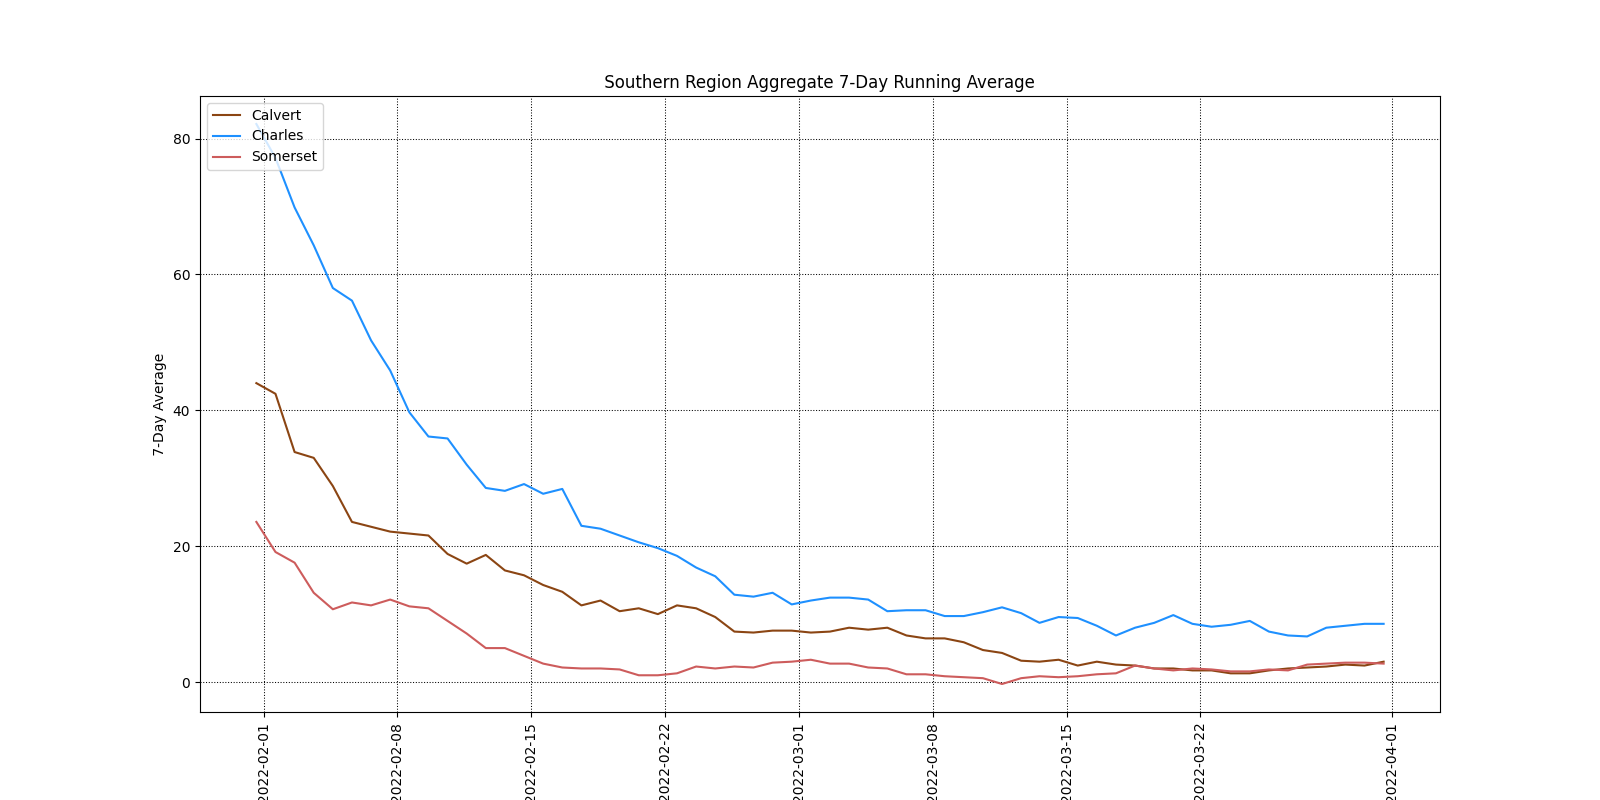 Southern Region Aggregate 7-Day Running Average
Calvert
Charles
Somerset
7-Day Average
80
60
40
20
0
2022-02-01
2022-02-08
2022-02-15
2022-02-22
2022-03-01
2022-03-08
2022-03-15
2022-03-22
2022-04-01